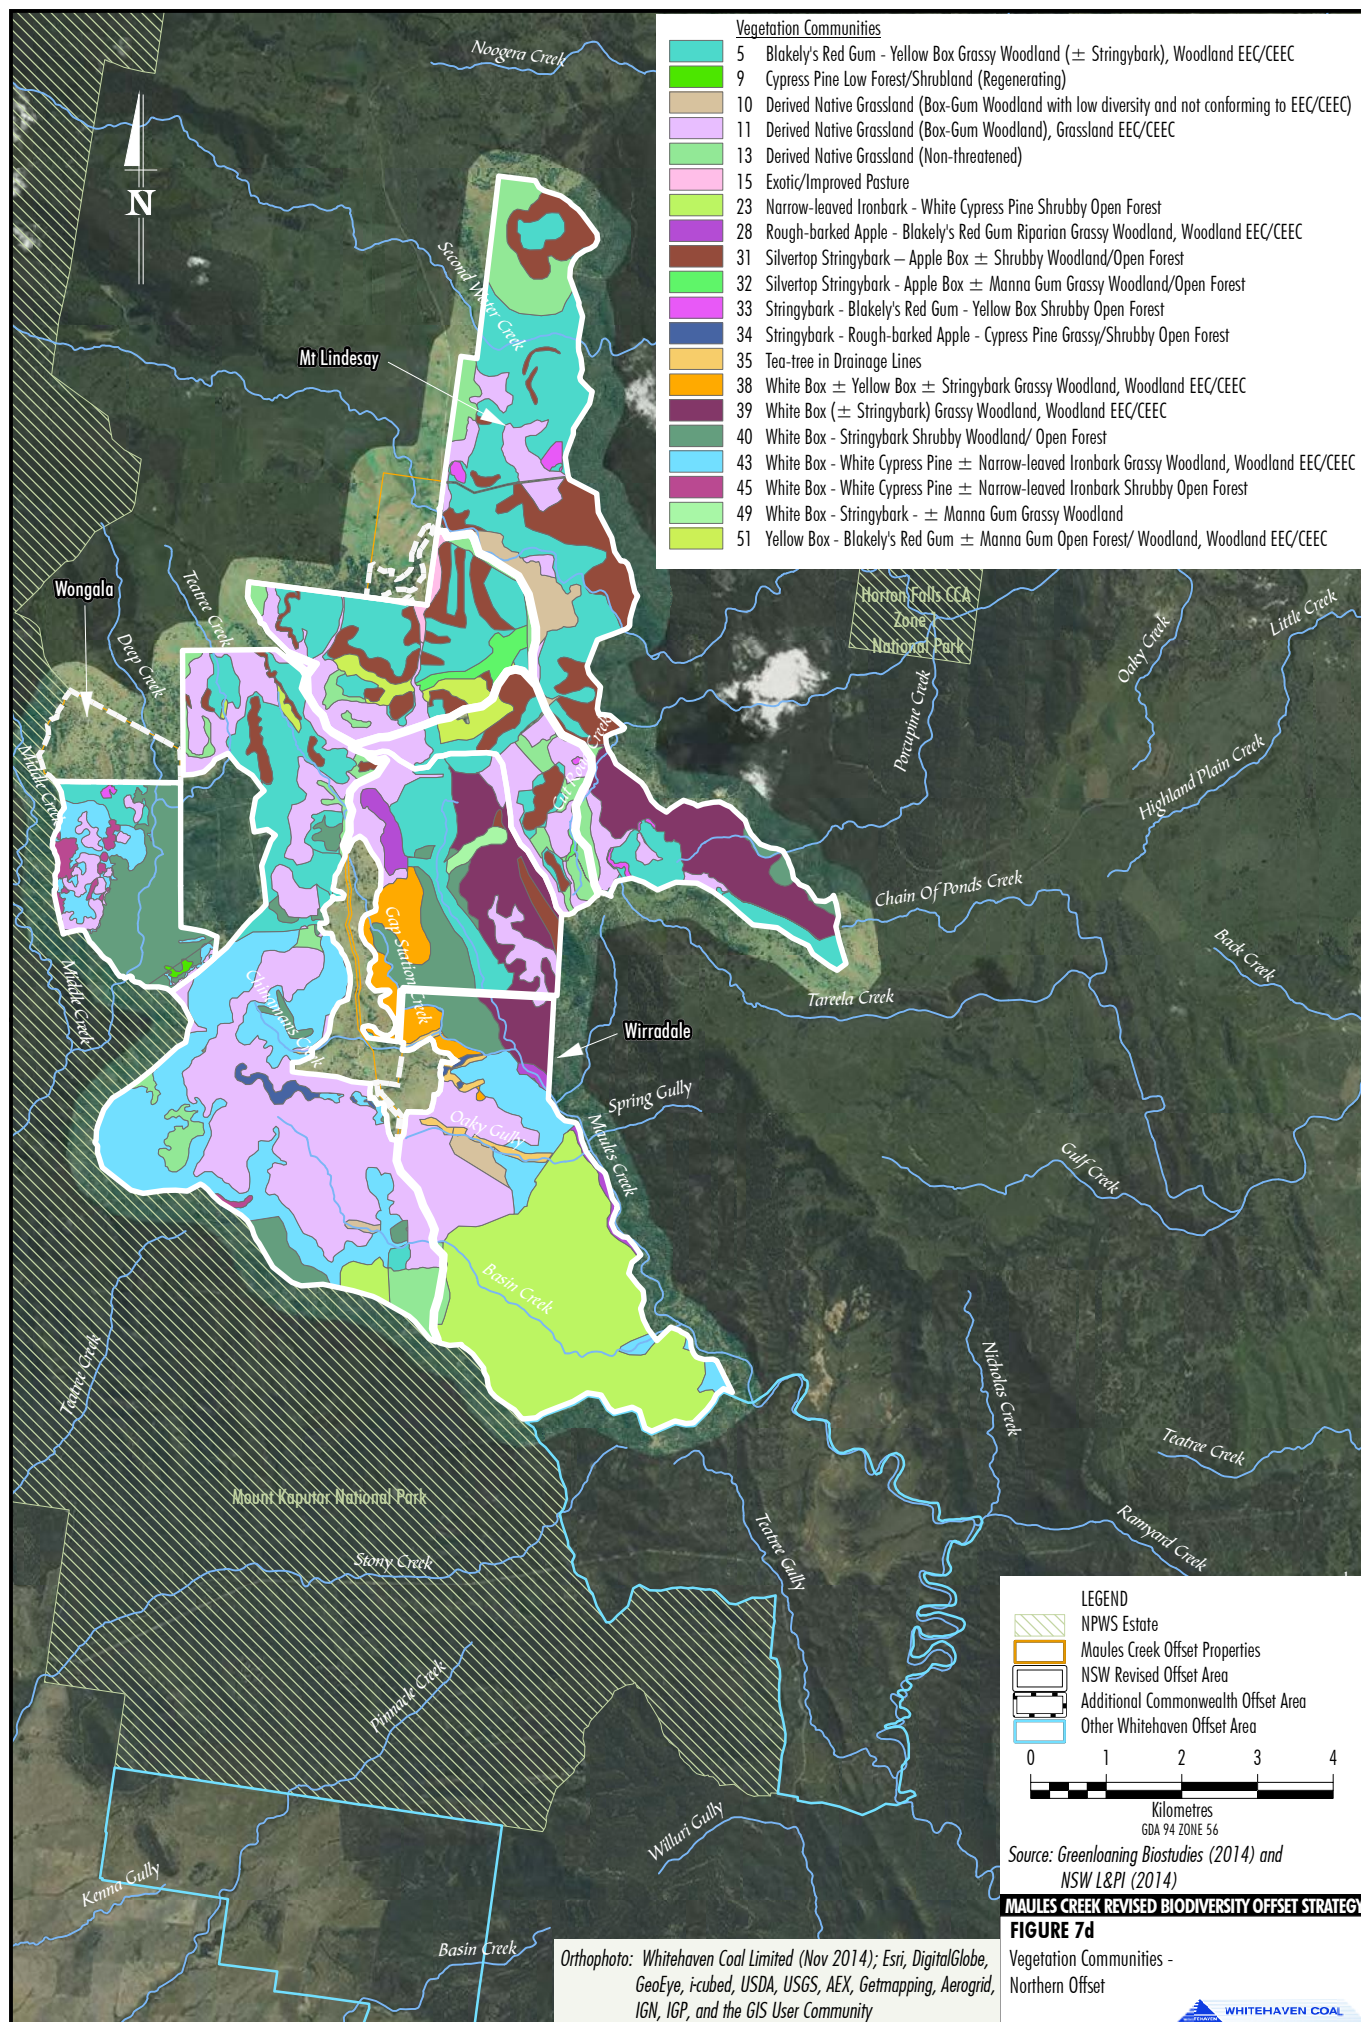 Vegetation Communities
5 Blakely's Red Gum - Yellow Box Grassy Woodland (± Stringybark), Woodland EEC/CEEC
9 Cypress Pine Low Forest/Shrubland (Regenerating)
10 Derived Native Grassland (Box-Gum Woodland with low diversity and not conforming to EEC/CEEC)
11 Derived Native Grassland (Box-Gum Woodland), Grassland EEC/CEEC
13 Derived Native Grassland (Non-threatened)
15 Exotic/Improved Pasture
23 Narrow-leaved Ironbark - White Cypress Pine Shrubby Open Forest
28 Rough-barked Apple - Blakely's Red Gum Riparian Grassy Woodland, Woodland EEC/CEEC
31 Silvertop Stringybark – Apple Box ± Shrubby Woodland/Open Forest
32 Silvertop Stringybark - Apple Box ± Manna Gum Grassy Woodland/Open Forest
33 Stringybark - Blakely's Red Gum - Yellow Box Shrubby Open Forest
34 Stringybark - Rough-barked Apple - Cypress Pine Grassy/Shrubby Open Forest
35 Tea-tree in Drainage Lines
38 White Box ± Yellow Box ± Stringybark Grassy Woodland, Woodland EEC/CEEC
39 White Box (± Stringybark) Grassy Woodland, Woodland EEC/CEEC
40 White Box - Stringybark Shrubby Woodland/ Open Forest
43 White Box - White Cypress Pine ± Narrow-leaved Ironbark Grassy Woodland, Woodland EEC/CEEC
45 White Box - White Cypress Pine ± Narrow-leaved Ironbark Shrubby Open Forest
49 White Box - Stringybark - ± Manna Gum Grassy Woodland
51 Yellow Box - Blakely's Red Gum ± Manna Gum Open Forest/ Woodland, Woodland EEC/CEEC
Noogera Creek
N
Second Water Creek
Mt Lindesay
Wongala
Teatree Creek
Deep Creek
Horton Falls CCA
Zone 1
National Park
Little Creek
Oaky Creek
Porcupine Creek
Highland Plain Creek
Middle Creek
Cut Road Creek
Chain Of Ponds Creek
Back Creek
Gap Station Creek
Chinamans Creek
Middle Creek
Tareela Creek
Wirradale
Spring Gully
Oaky Gully
Maules Creek
Gulf Creek
Basin Creek
Teatree Creek
Nicholas Creek
Teatree Creek
Mount Kaputar National Park
Ramyard Creek
Teatree Gully
Stony Creek
Pinnacle Creek
Willuri Gully
Kenna Gully
Basin Creek
LEGEND
NPWS Estate
Maules Creek Offset Properties
NSW Revised Offset Area
Additional Commonwealth Offset Area
Other Whitehaven Offset Area
0 1 2 3 4
Kilometres
GDA 94 ZONE 56
Source: Greenloaning Biostudies (2014) and
NSW L&PI (2014)
MAULES CREEK REVISED BIODIVERSITY OFFSET STRATEGY
FIGURE 7d
Vegetation Communities -
Northern Offset
Orthophoto: Whitehaven Coal Limited (Nov 2014); Esri, DigitalGlobe,
GeoEye, i-cubed, USDA, USGS, AEX, Getmapping, Aerogrid,
IGN, IGP, and the GIS User Community
WHITEHAVEN COAL